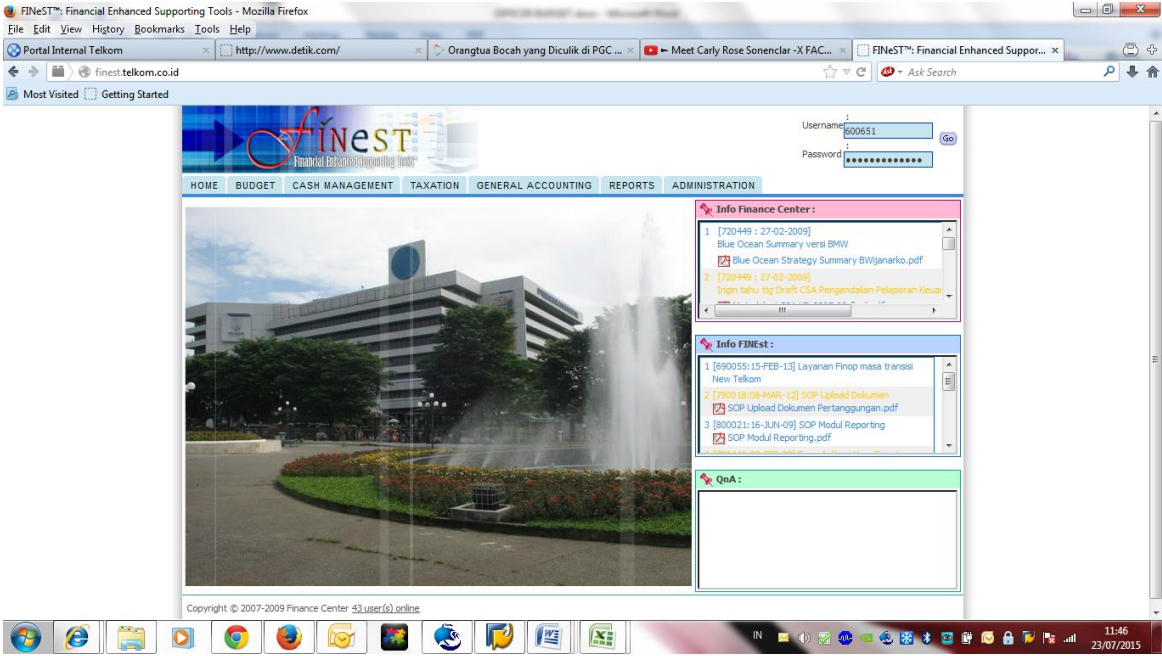 FINeST™: Financial Enhanced Supporting Tools - Mozilla Firefox
File Edit View History Bookmarks Tools Help
Portal Internal Telkom × http://www.detik.com/ × Orangtua Bocah yang Diculik di PGC ... × ► Meet Carly Rose Sonenclar -X FAC... × FINeST™: Financial Enhanced Suppor... ×
finest.telkom.co.id Ask Search
Most Visited Getting Started
FINeST
Financial Enhanced Supporting Tools
Username :
600651
Go
Password :
•••••••••••••
HOME BUDGET CASH MANAGEMENT TAXATION GENERAL ACCOUNTING REPORTS ADMINISTRATION
Info Finance Center :
1 [720449 : 27-02-2009]
Blue Ocean Summary versi BMW
Blue Ocean Strategy Summary BWijanarko.pdf
2 [720449 : 27-02-2009]
Ingin tahu ttg Draft CSA Pengendalian Pelaporan Keua
Info FINEst :
1 [690055:15-FEB-13] Layanan Finop masa transisi
New Telkom
2 [790018:08-MAR-12] SOP Upload Dokumen
SOP Upload Dokumen Pertanggungan.pdf
3 [800021:16-JUN-09] SOP Modul Reporting
SOP Modul Reporting.pdf
QnA :
Copyright © 2007-2009 Finance Center 43 user(s) online
IN
11:46
23/07/2015